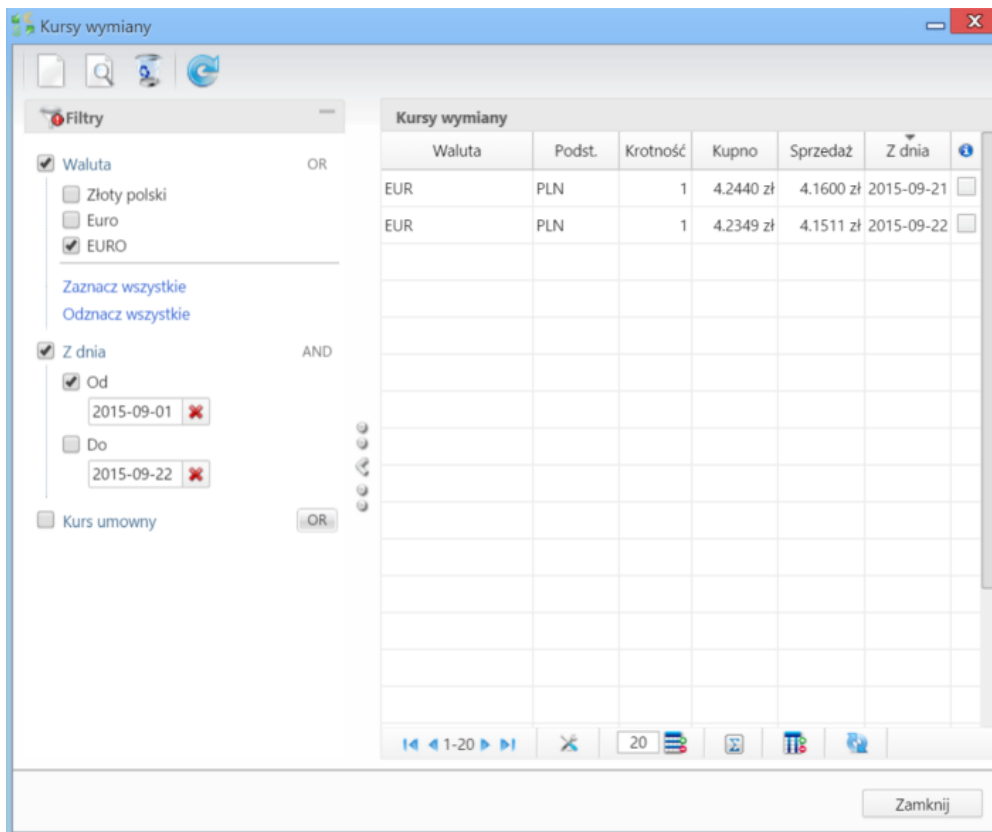 Kursy wymiany
Filtry
Waluta OR
Złoty polski
Euro
EURO
Zaznacz wszystkie
Odznacz wszystkie
Z dnia AND
Od
2015-09-01
Do
2015-09-22
Kurs umowny OR
Kursy wymiany
Waluta Podst. Krotność Kupno Sprzedaż Z dnia
EUR PLN 1 4.2440 zł 4.1600 zł 2015-09-21
EUR PLN 1 4.2349 zł 4.1511 zł 2015-09-22
1-20 20
Zamknij